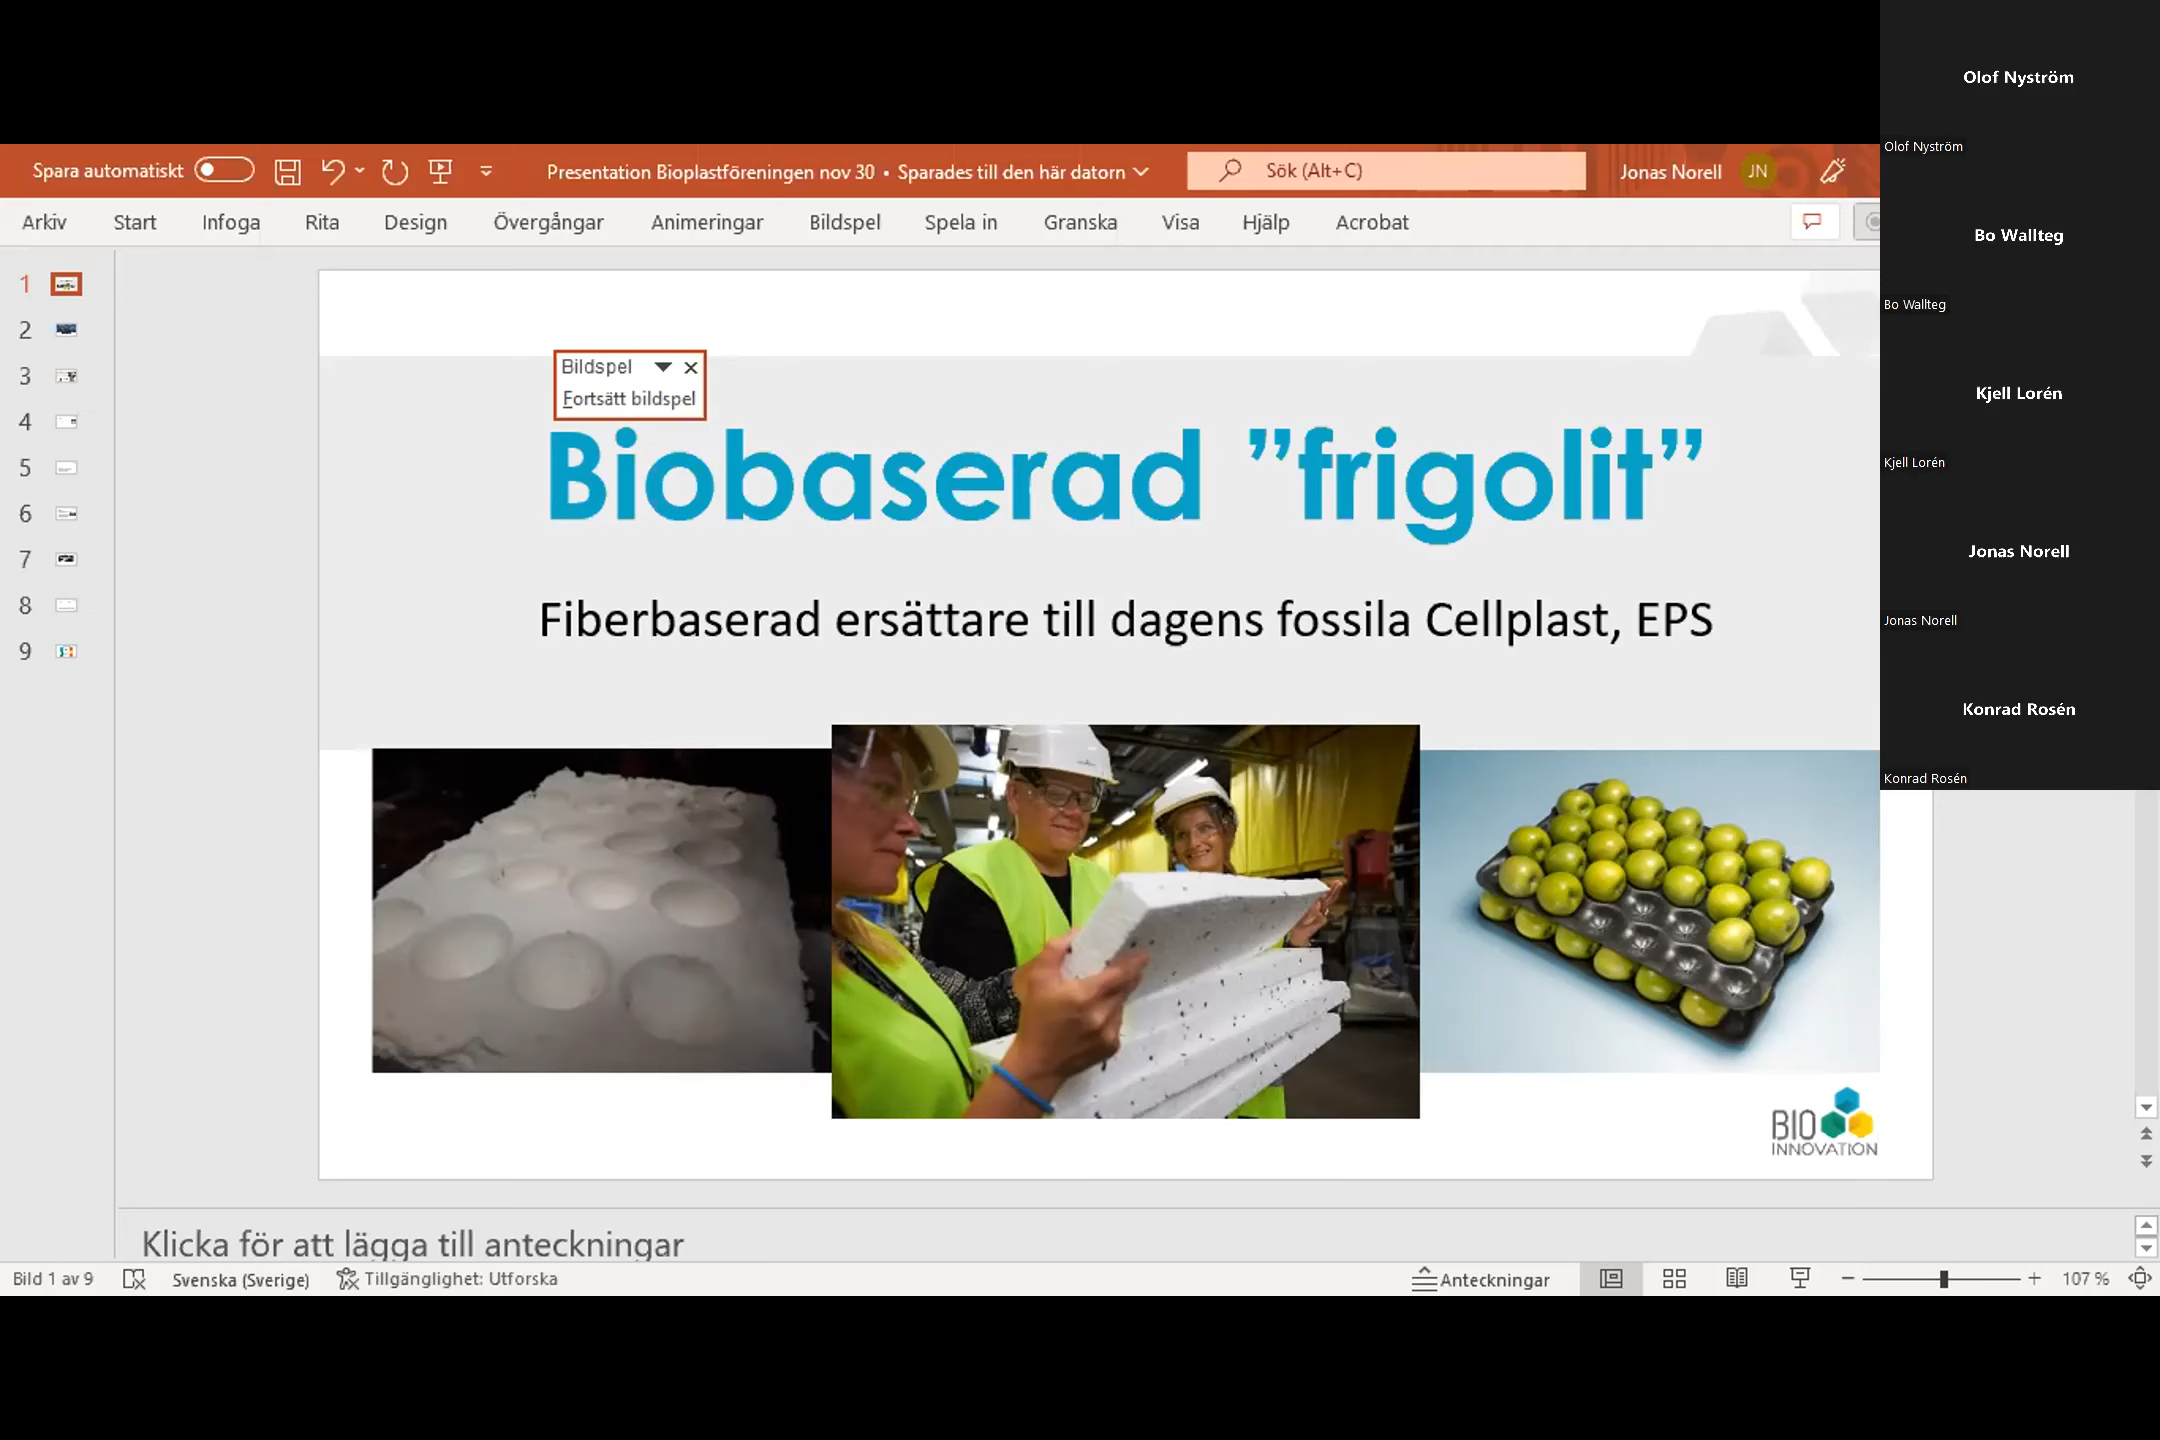 Olof Nyström
Olof Nyström
Bo Wallteg
Bo Wallteg
Kjell Lorén
Kjell Lorén
Jonas Norell
Jonas Norell
Konrad Rosén
Konrad Rosén
Spara automatiskt
Presentation Bioplastföreningen nov 30 • Sparades till den här datorn
Sök (Alt+C)
Jonas Norell JN
Arkiv Start Infoga Rita Design Övergångar Animeringar Bildspel Spela in Granska Visa Hjälp Acrobat
1
2
3
4
5
6
7
8
9
Bildspel
Fortsätt bildspel
Biobaserad ”frigolit”
Fiberbaserad ersättare till dagens fossila Cellplast, EPS
BIO
INNOVATION
Klicka för att lägga till anteckningar
Bild 1 av 9 Svenska (Sverige) Tillgänglighet: Utforska Anteckningar 107 %